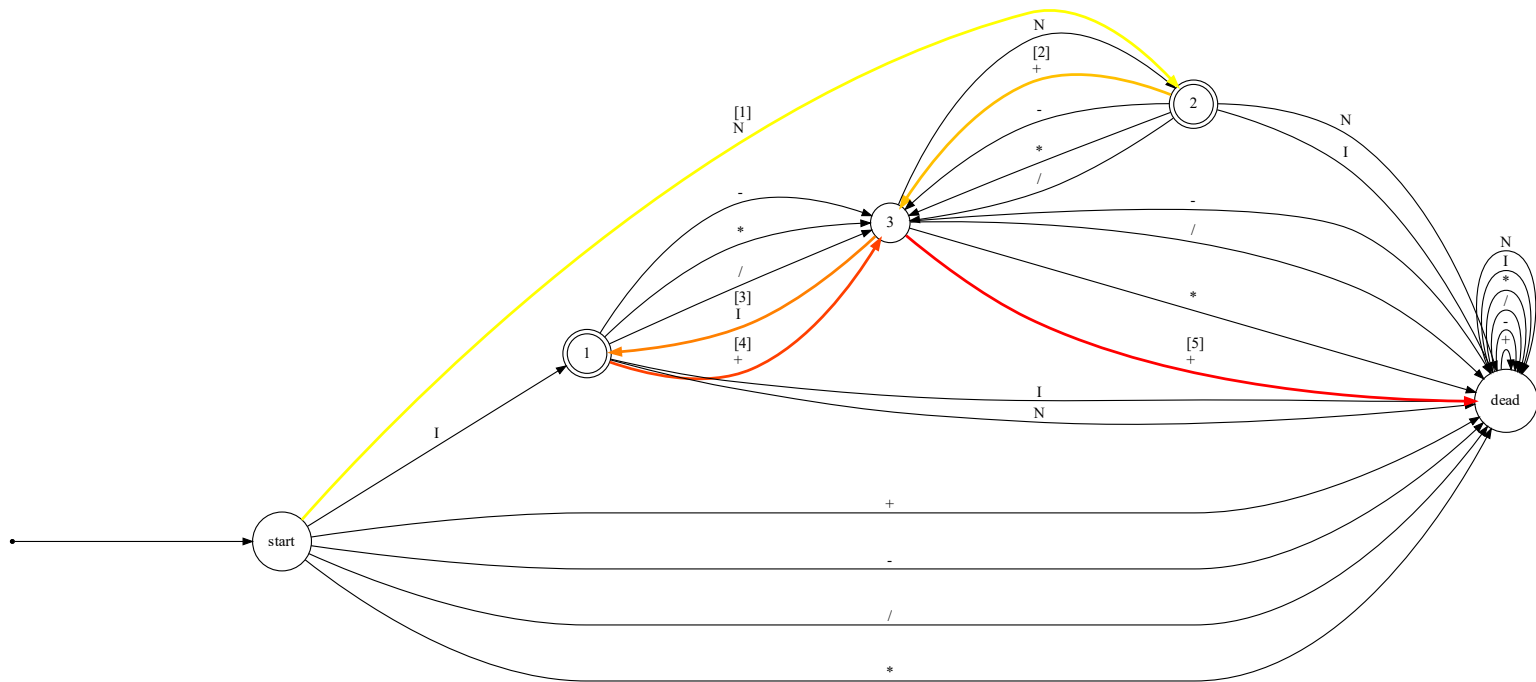 N
[2]
+
2
[1]
N
-
N
*
I
/
-
-
3
*
/
N
I
*
/
-
+
/
[3]
I
*
1
[4]
+
[5]
+
I
dead
N
I
+
start
-
/
*